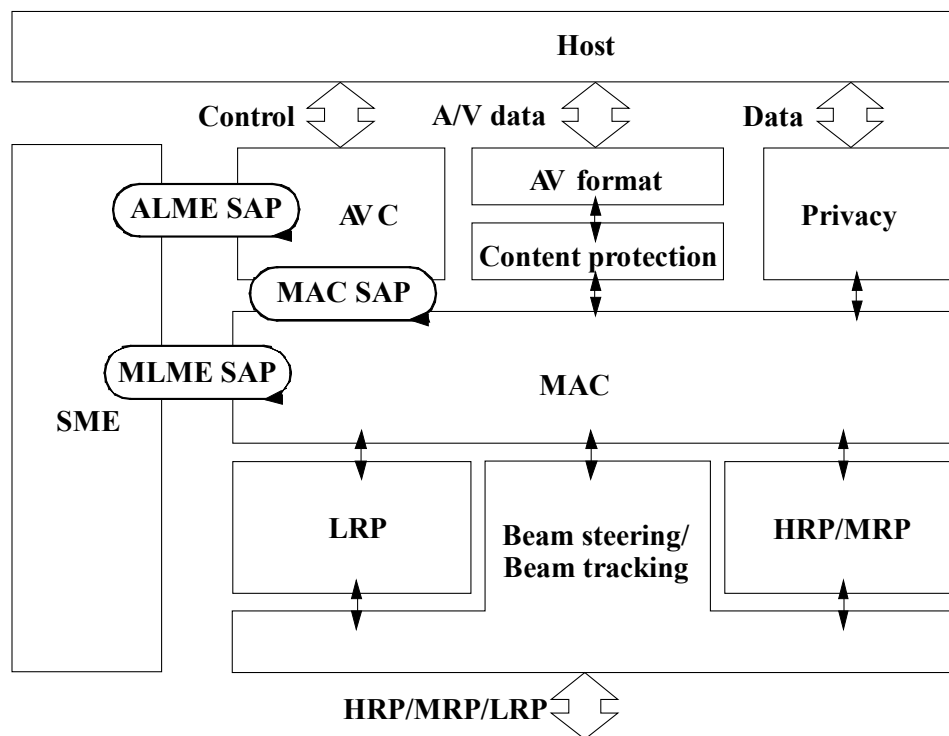 Host
Control
A/V data
Data
ALME SAP
AVC
AV format
Content protection
Privacy
MAC SAP
MLME SAP
SME
MAC
LRP
Beam steering/
Beam tracking
HRP/MRP
HRP/MRP/LRP